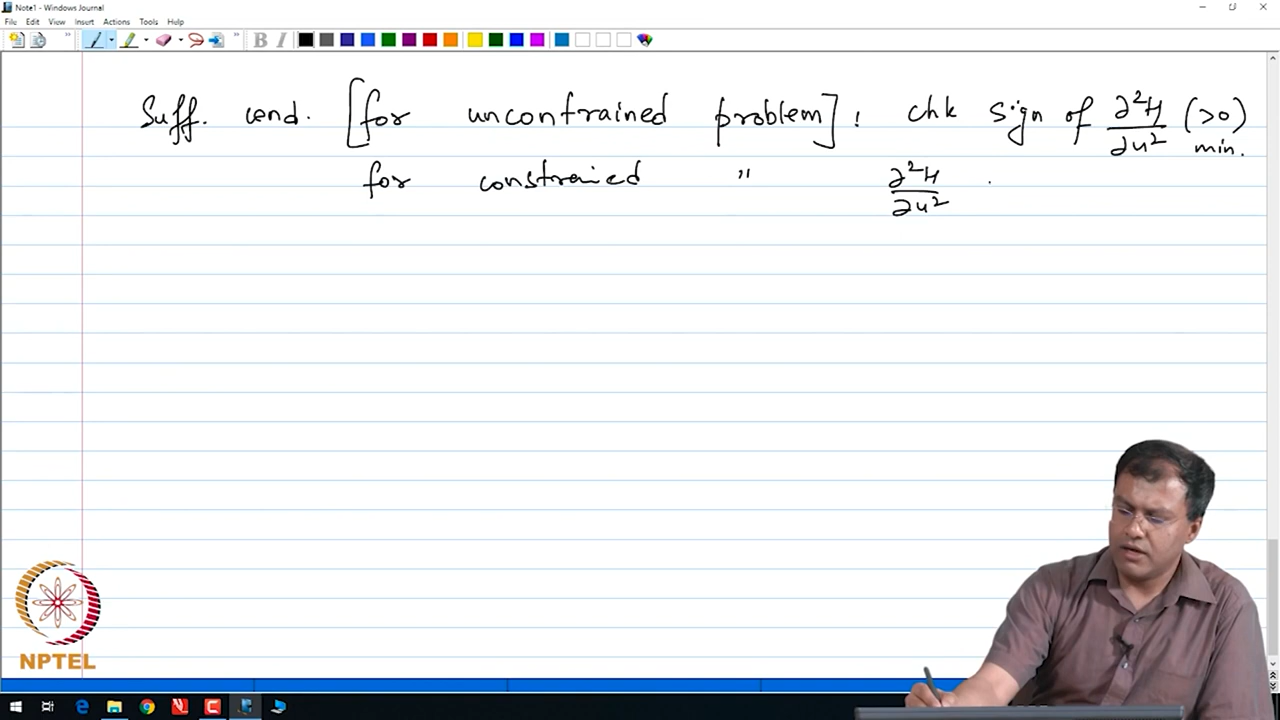 Note1 - Windows Journal
File Edit View Insert Actions Tools Help
Suff. cond. [for uncontrained problem] : chk sign of ∂²H/∂u² (>0) min.
for constrained " ∂²H/∂u² .
NPTEL